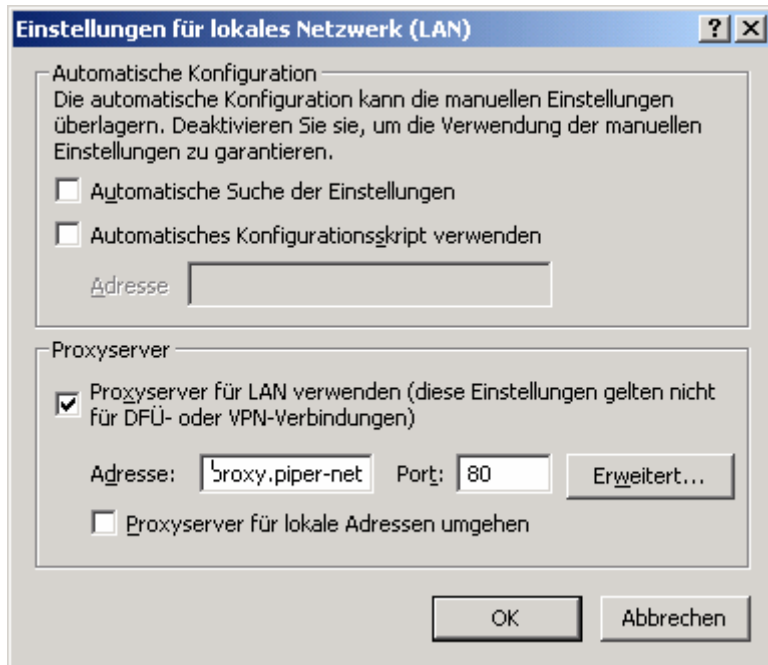 Einstellungen für lokales Netzwerk (LAN)
Automatische Konfiguration
Die automatische Konfiguration kann die manuellen Einstellungen
überlagern. Deaktivieren Sie sie, um die Verwendung der manuellen
Einstellungen zu garantieren.
Automatische Suche der Einstellungen
Automatisches Konfigurationsskript verwenden
Adresse
Proxyserver
Proxyserver für LAN verwenden (diese Einstellungen gelten nicht
für DFÜ- oder VPN-Verbindungen)
Adresse: proxy.piper-net Port: 80 Erweitert...
Proxyserver für lokale Adressen umgehen
OK Abbrechen